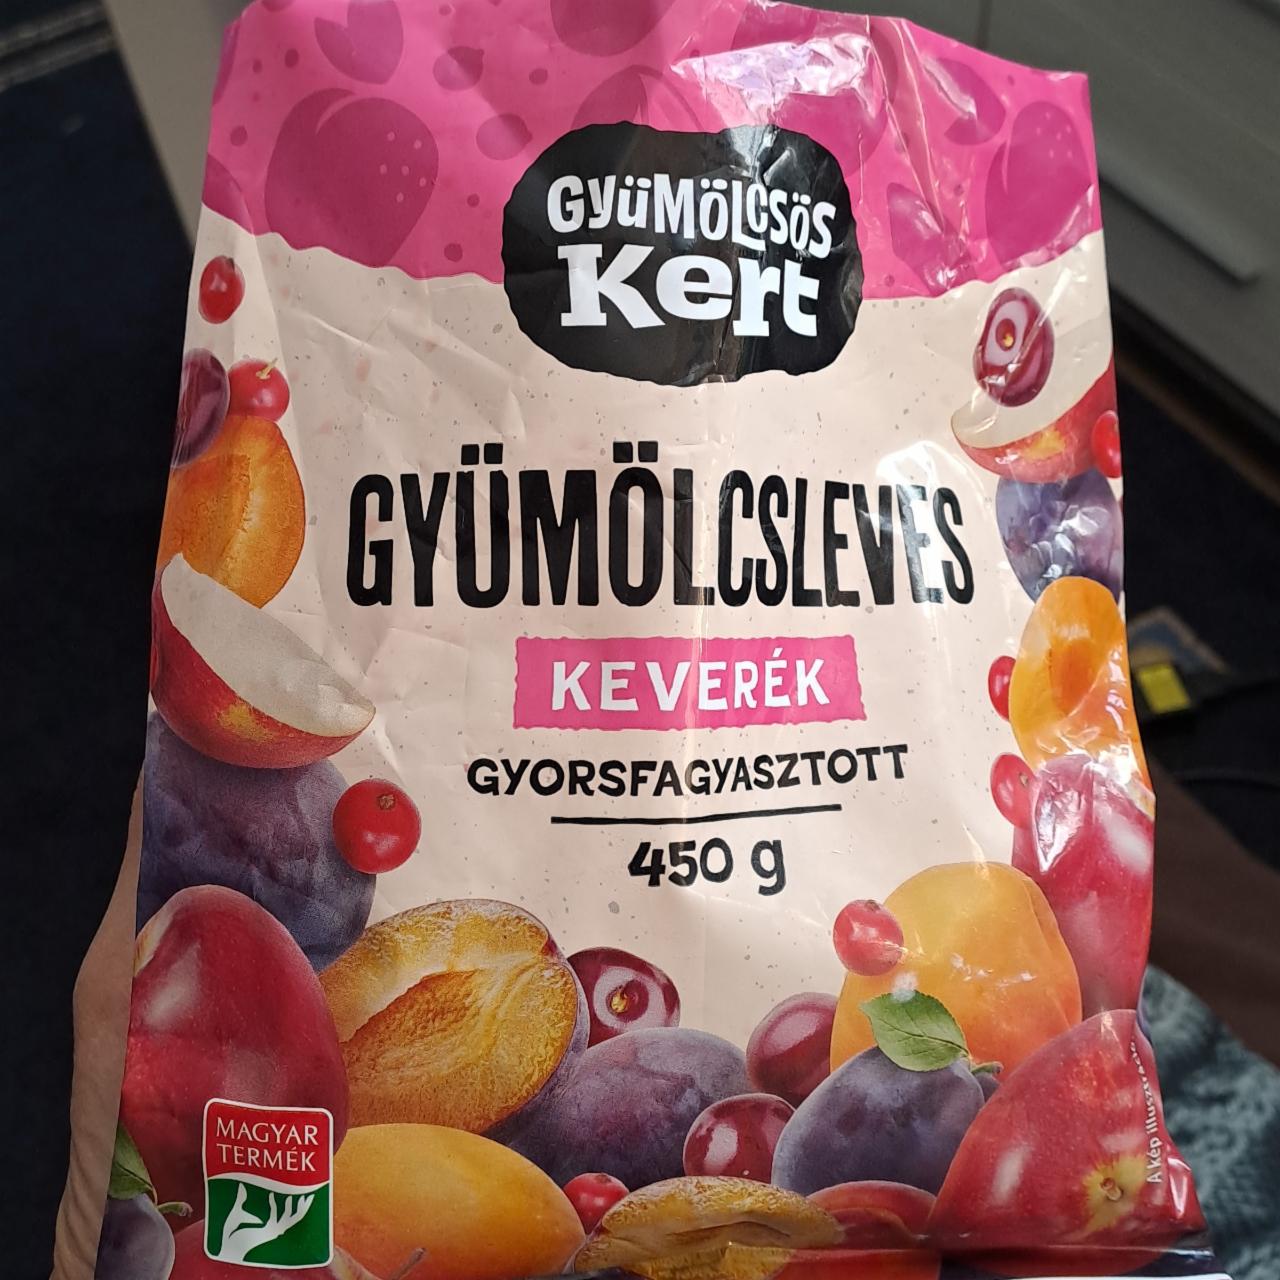 GYÜMÖLCSÖS
Kert
GYÜMÖLCSLEVES
KEVERÉK
GYORSFAGYASZTOTT
450 g
MAGYAR
TERMÉK
A kép illusztráció.